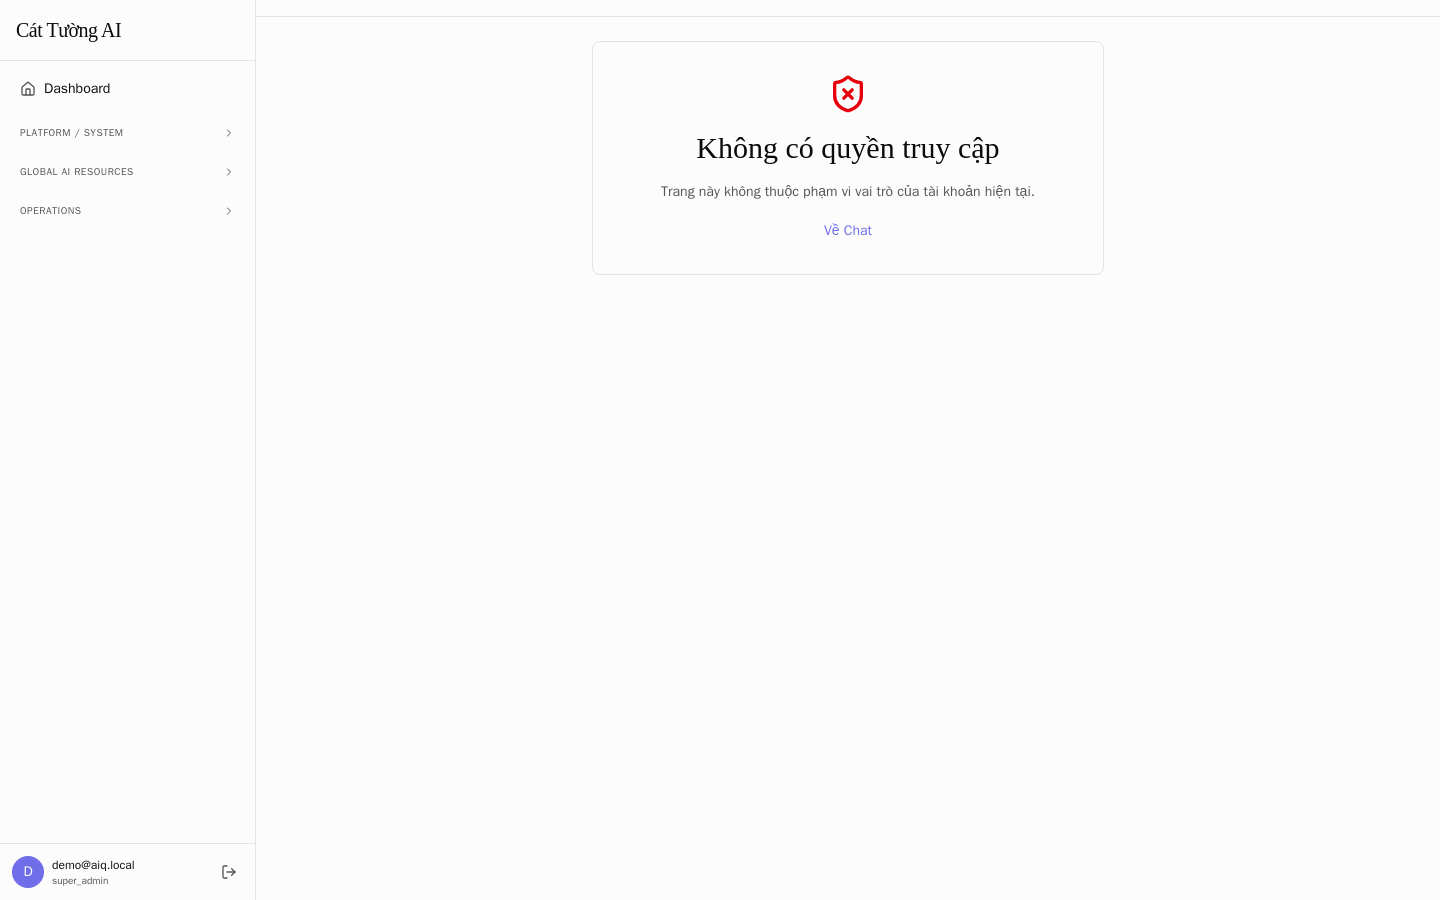 Cát Tường AI
Dashboard
PLATFORM / SYSTEM
GLOBAL AI RESOURCES
OPERATIONS
Không có quyền truy cập
Trang này không thuộc phạm vi vai trò của tài khoản hiện tại.
Về Chat
D
demo@aiq.local
super_admin